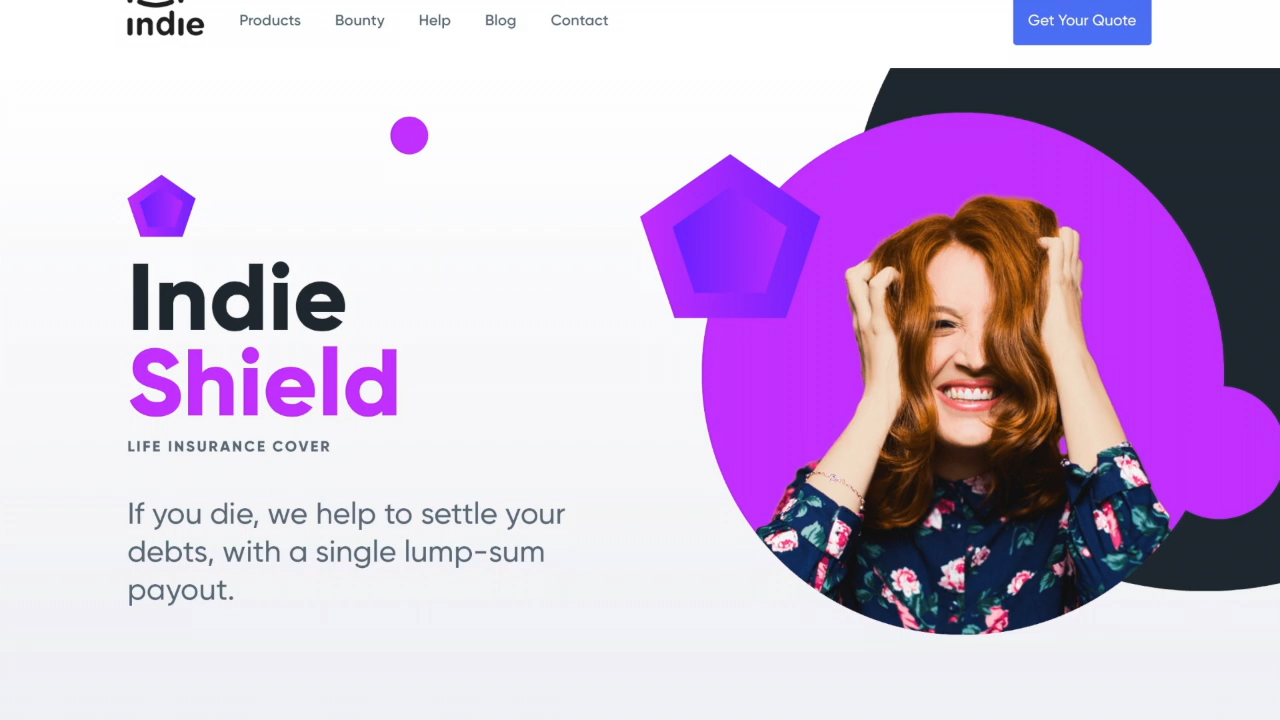 indie
Products
Bounty
Help
Blog
Contact
Get Your Quote
Indie
Shield
LIFE INSURANCE COVER
If you die, we help to settle your
debts, with a single lump-sum
payout.